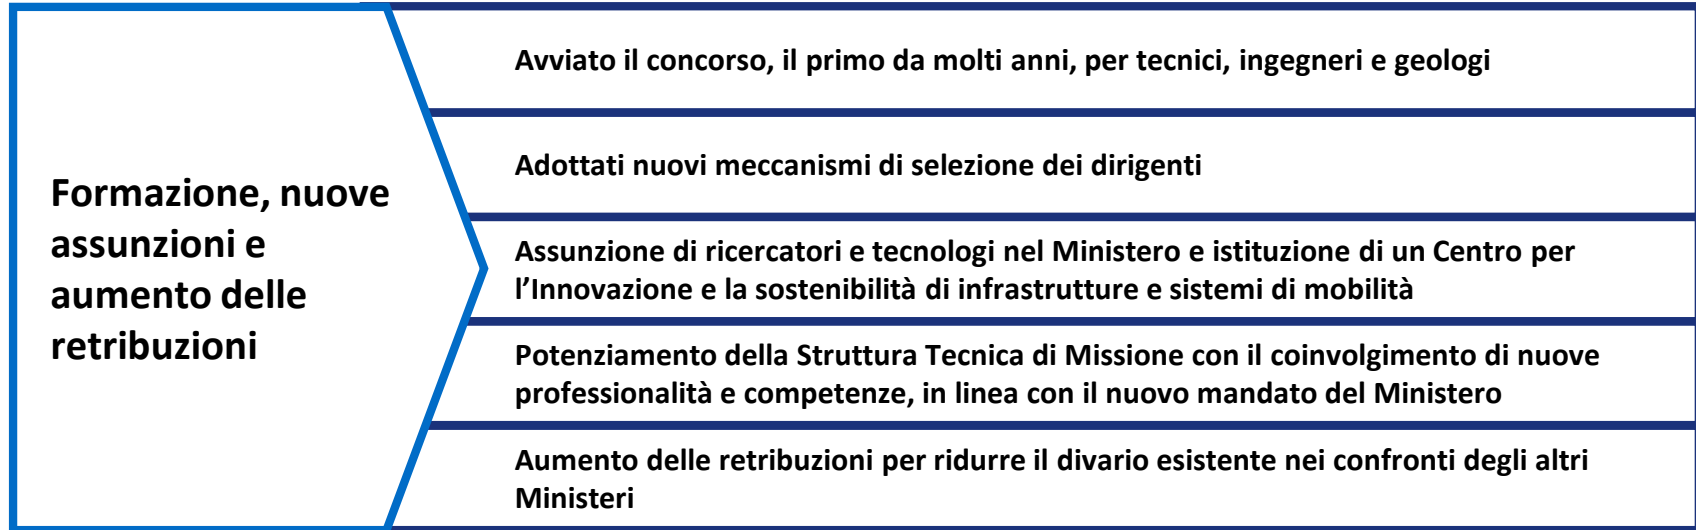 Formazione, nuove
assunzioni e
aumento delle
retribuzioni
Avviato il concorso, il primo da molti anni, per tecnici, ingegneri e geologi
Adottati nuovi meccanismi di selezione dei dirigenti
Assunzione di ricercatori e tecnologi nel Ministero e istituzione di un Centro per
l’Innovazione e la sostenibilità di infrastrutture e sistemi di mobilità
Potenziamento della Struttura Tecnica di Missione con il coinvolgimento di nuove
professionalità e competenze, in linea con il nuovo mandato del Ministero
Aumento delle retribuzioni per ridurre il divario esistente nei confronti degli altri
Ministeri